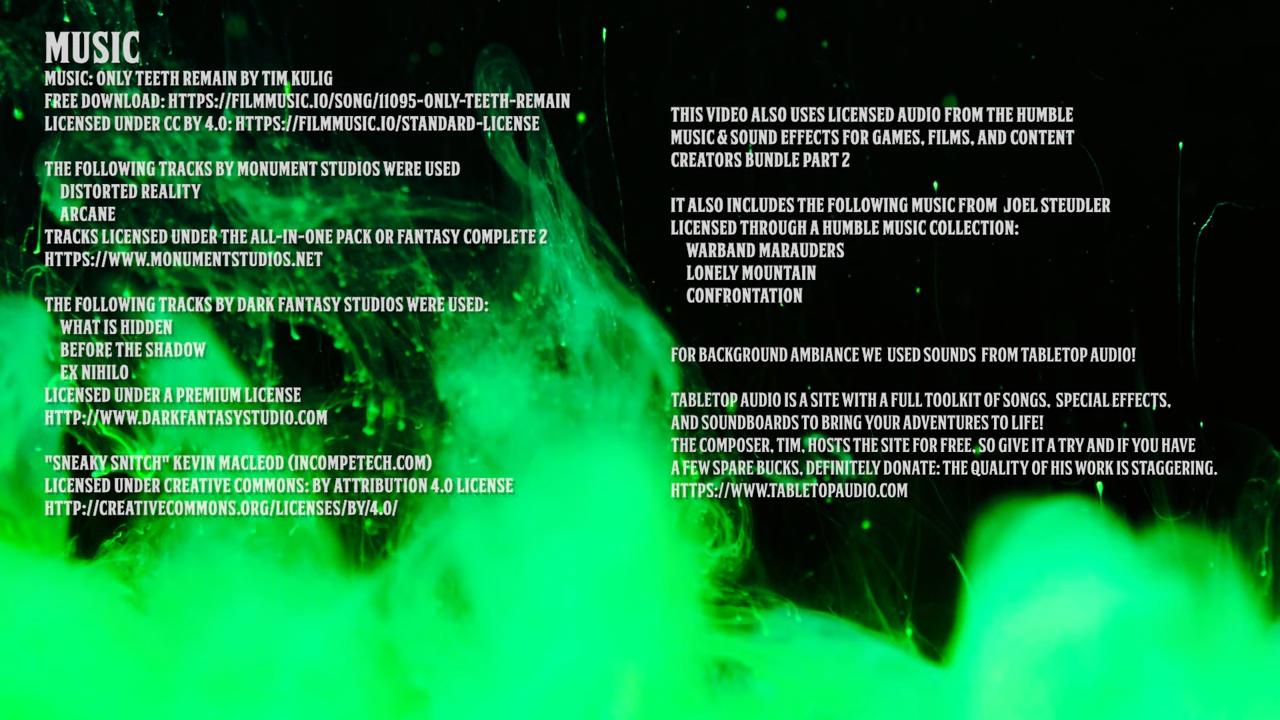 MUSIC
MUSIC: ONLY TEETH REMAIN BY TIM KULIG
FREE DOWNLOAD: HTTPS://FILMMUSIC.IO/SONG/11095-ONLY-TEETH-REMAIN
LICENSED UNDER CC BY 4.0: HTTPS://FILMMUSIC.IO/STANDARD-LICENSE
THE FOLLOWING TRACKS BY MONUMENT STUDIOS WERE USED
DISTORTED REALITY
ARCANE
TRACKS LICENSED UNDER THE ALL-IN-ONE PACK OR FANTASY COMPLETE 2
HTTPS://WWW.MONUMENTSTUDIOS.NET
THE FOLLOWING TRACKS BY DARK FANTASY STUDIOS WERE USED:
WHAT IS HIDDEN
BEFORE THE SHADOW
EX NIHILO
LICENSED UNDER A PREMIUM LICENSE
HTTP://WWW.DARKFANTASYSTUDIO.COM
"SNEAKY SNITCH" KEVIN MACLEOD (INCOMPETECH.COM)
LICENSED UNDER CREATIVE COMMONS: BY ATTRIBUTION 4.0 LICENSE
HTTP://CREATIVECOMMONS.ORG/LICENSES/BY/4.0/
THIS VIDEO ALSO USES LICENSED AUDIO FROM THE HUMBLE
MUSIC & SOUND EFFECTS FOR GAMES, FILMS, AND CONTENT
CREATORS BUNDLE PART 2
IT ALSO INCLUDES THE FOLLOWING MUSIC FROM JOEL STEUDLER
LICENSED THROUGH A HUMBLE MUSIC COLLECTION:
WARBAND MARAUDERS
LONELY MOUNTAIN
CONFRONTATION
FOR BACKGROUND AMBIANCE WE USED SOUNDS FROM TABLETOP AUDIO!
TABLETOP AUDIO IS A SITE WITH A FULL TOOLKIT OF SONGS, SPECIAL EFFECTS,
AND SOUNDBOARDS TO BRING YOUR ADVENTURES TO LIFE!
THE COMPOSER, TIM, HOSTS THE SITE FOR FREE, SO GIVE IT A TRY AND IF YOU HAVE
A FEW SPARE BUCKS, DEFINITELY DONATE: THE QUALITY OF HIS WORK IS STAGGERING.
HTTPS://WWW.TABLETOPAUDIO.COM